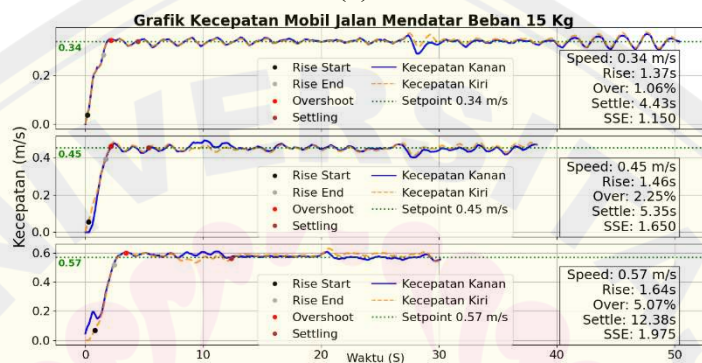 Grafik Kecepatan Mobil Jalan Mendatar Beban 15 Kg
Kecepatan (m/s)
0.34
0.2
0.0
Rise Start
Rise End
Overshoot
Settling
Kecepatan Kanan
Kecepatan Kiri
Setpoint 0.34 m/s
Speed: 0.34 m/s
Rise: 1.37s
Over: 1.06%
Settle: 4.43s
SSE: 1.150
0.45
0.4
0.2
0.0
Rise Start
Rise End
Overshoot
Settling
Kecepatan Kanan
Kecepatan Kiri
Setpoint 0.45 m/s
Speed: 0.45 m/s
Rise: 1.46s
Over: 2.25%
Settle: 5.35s
SSE: 1.650
0.6
0.57
0.4
0.2
0.0
Rise Start
Rise End
Overshoot
Settling
Kecepatan Kanan
Kecepatan Kiri
Setpoint 0.57 m/s
Speed: 0.57 m/s
Rise: 1.64s
Over: 5.07%
Settle: 12.38s
SSE: 1.975
0 10 20 30 40 50
Waktu (S)